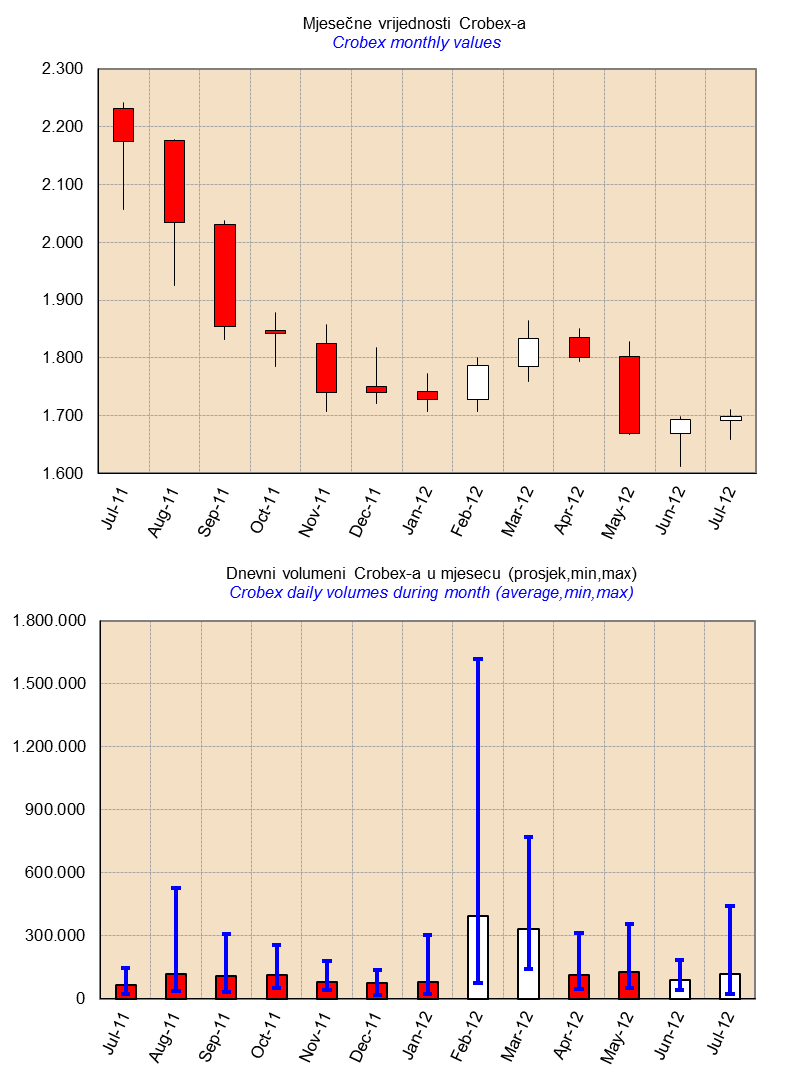 Mjesečne vrijednosti Crobex-a
Crobex monthly values
2.300
2.200
2.100
2.000
1.900
1.800
1.700
1.600
Jul-11 Aug-11 Sep-11 Oct-11 Nov-11 Dec-11 Jan-12 Feb-12 Mar-12 Apr-12 May-12 Jun-12 Jul-12
Dnevni volumeni Crobex-a u mjesecu (prosjek,min,max)
Crobex daily volumes during month (average,min,max)
1.800.000
1.500.000
1.200.000
900.000
600.000
300.000
0
Jul-11 Aug-11 Sep-11 Oct-11 Nov-11 Dec-11 Jan-12 Feb-12 Mar-12 Apr-12 May-12 Jun-12 Jul-12